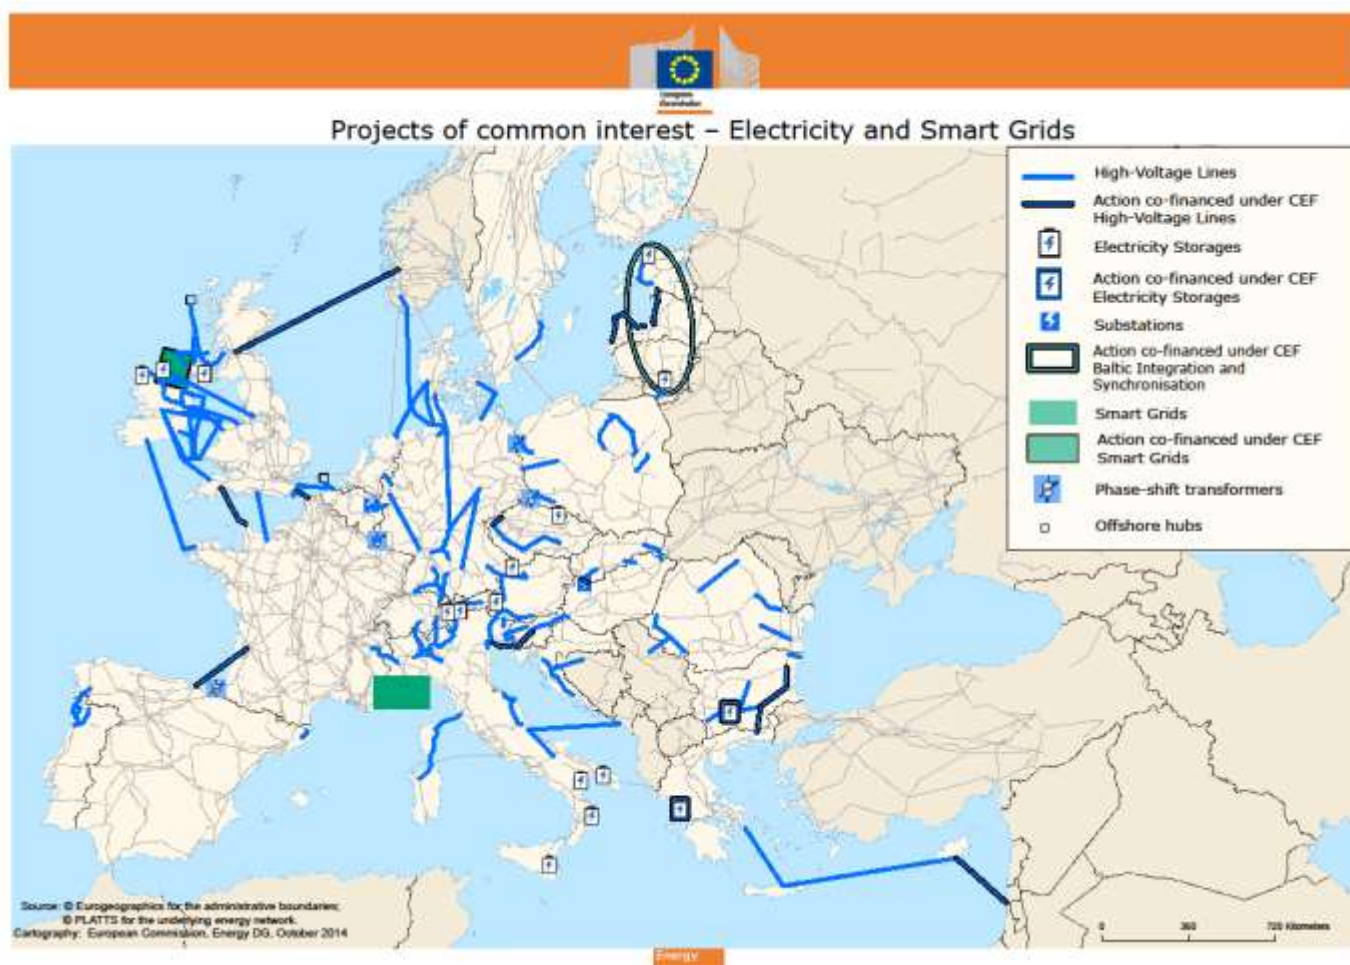 European
Commission
Projects of common interest – Electricity and Smart Grids
High-Voltage Lines
Action co-financed under CEF
High-Voltage Lines
Electricity Storages
Action co-financed under CEF
Electricity Storages
Substations
Action co-financed under CEF
Baltic Integration and
Synchronisation
Smart Grids
Action co-financed under CEF
Smart Grids
Phase-shift transformers
Offshore hubs
Source: © Eurogeographics for the administrative boundaries;
© PLATTS for the underlying energy network.
Cartography: European Commission, Energy DG, October 2014
0 360 720 Kilometers
Energy